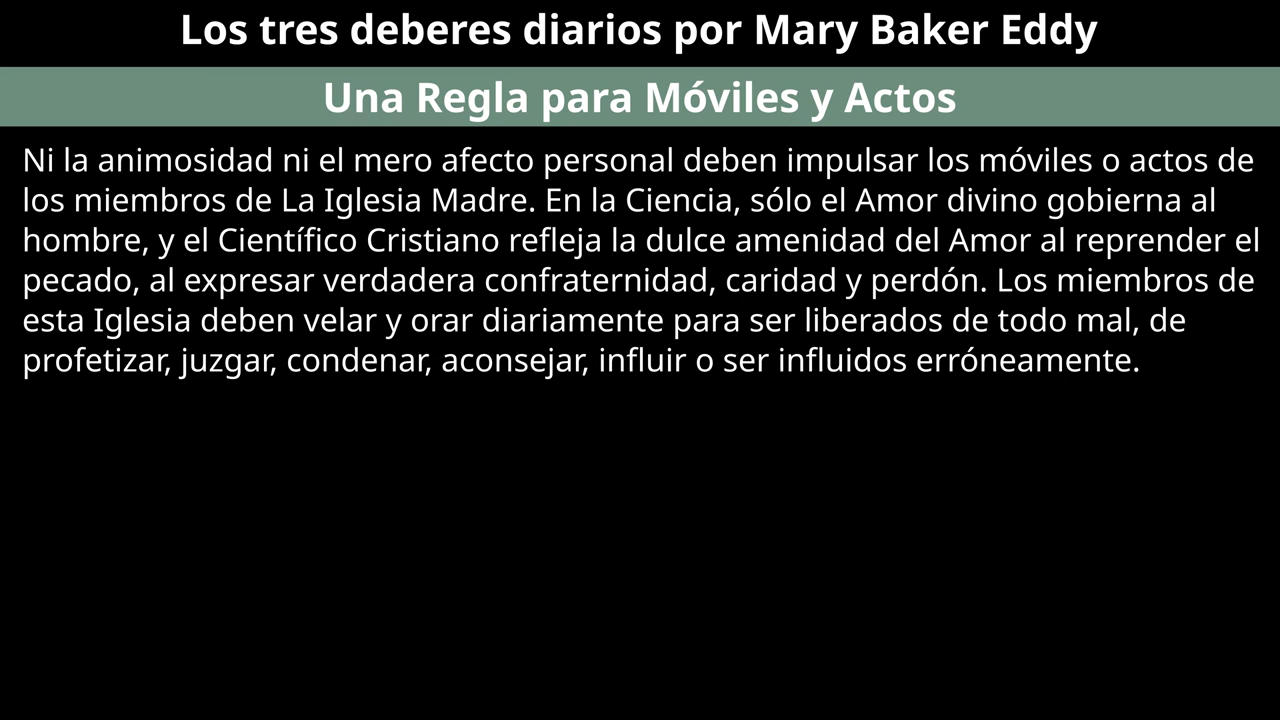 Los tres deberes diarios por Mary Baker Eddy
Una Regla para Móviles y Actos
Ni la animosidad ni el mero afecto personal deben impulsar los móviles o actos de
los miembros de La Iglesia Madre. En la Ciencia, sólo el Amor divino gobierna al
hombre, y el Científico Cristiano refleja la dulce amenidad del Amor al reprender el
pecado, al expresar verdadera confraternidad, caridad y perdón. Los miembros de
esta Iglesia deben velar y orar diariamente para ser liberados de todo mal, de
profetizar, juzgar, condenar, aconsejar, influir o ser influidos erróneamente.